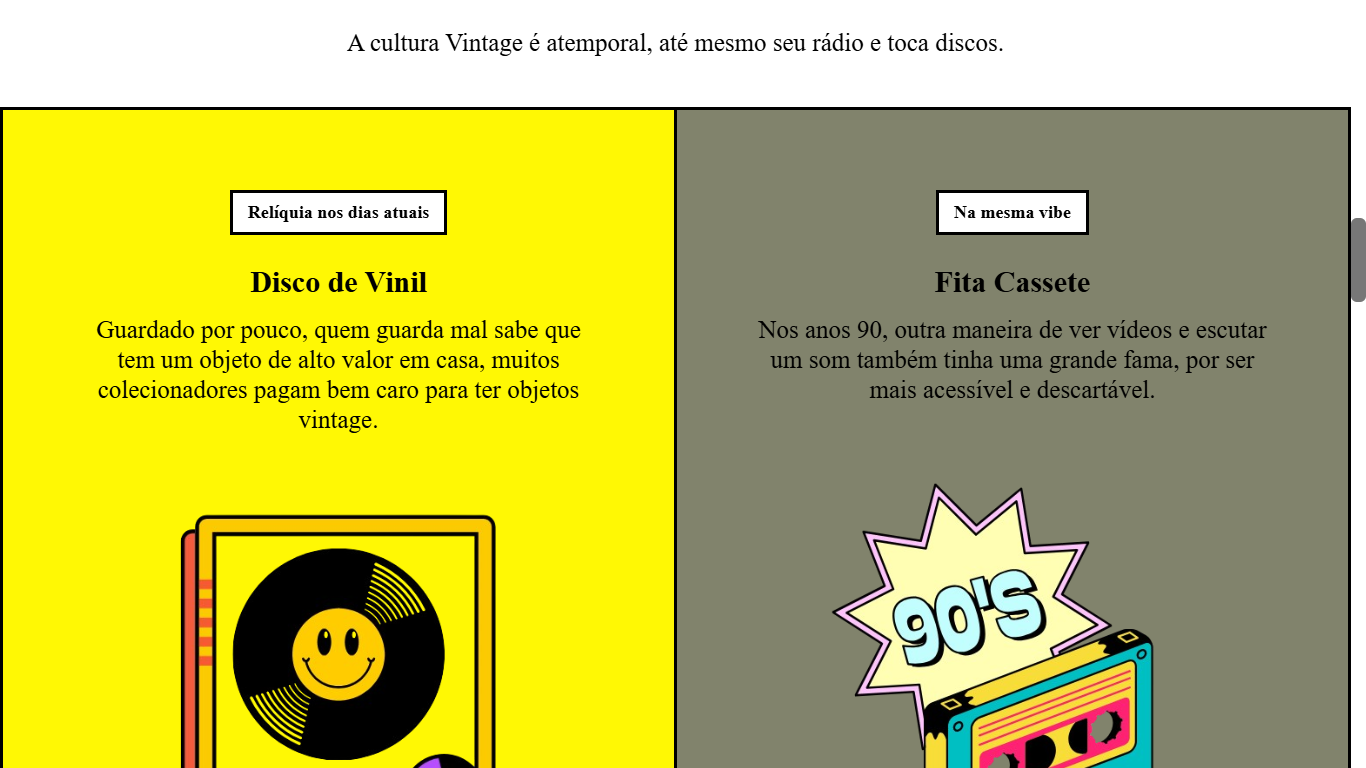 A cultura Vintage é atemporal, até mesmo seu rádio e toca discos.
Relíquia nos dias atuais
Disco de Vinil
Guardado por pouco, quem guarda mal sabe que
tem um objeto de alto valor em casa, muitos
colecionadores pagam bem caro para ter objetos
vintage.
Na mesma vibe
Fita Cassete
Nos anos 90, outra maneira de ver vídeos e escutar
um som também tinha uma grande fama, por ser
mais acessível e descartável.
90'S